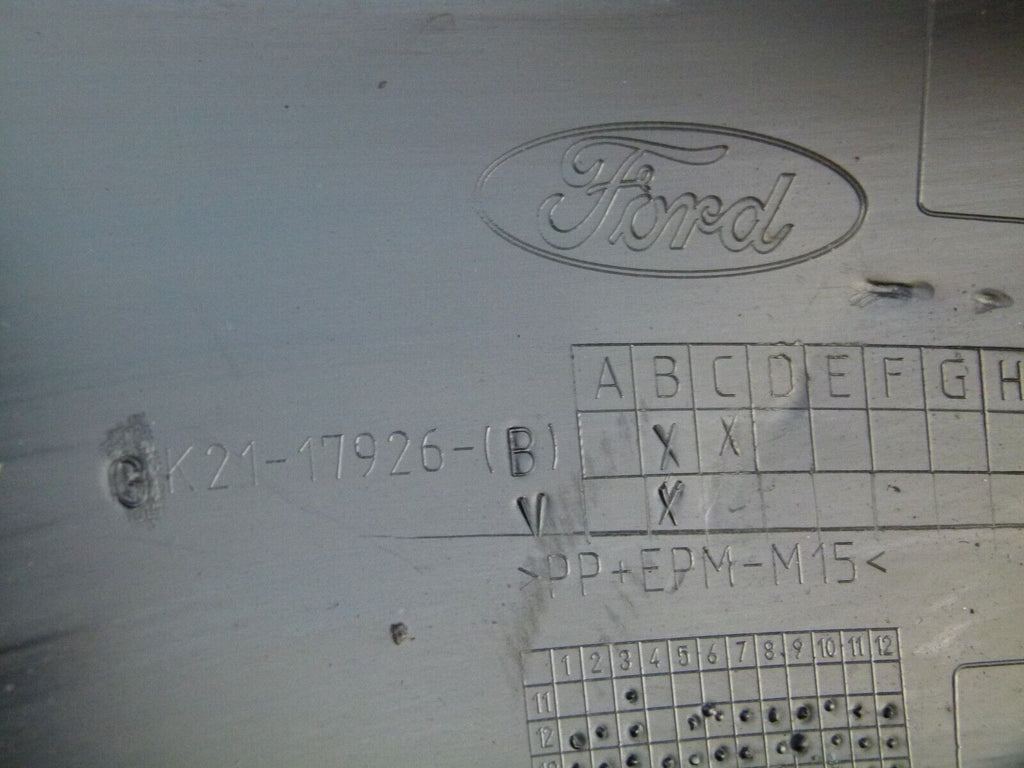 Ford
A B C D E F G H
GK21-17926-(B) X X
V X
>PP+EPM-M15<
1 2 3 4 5 6 7 8 9 10 11 12
11
12